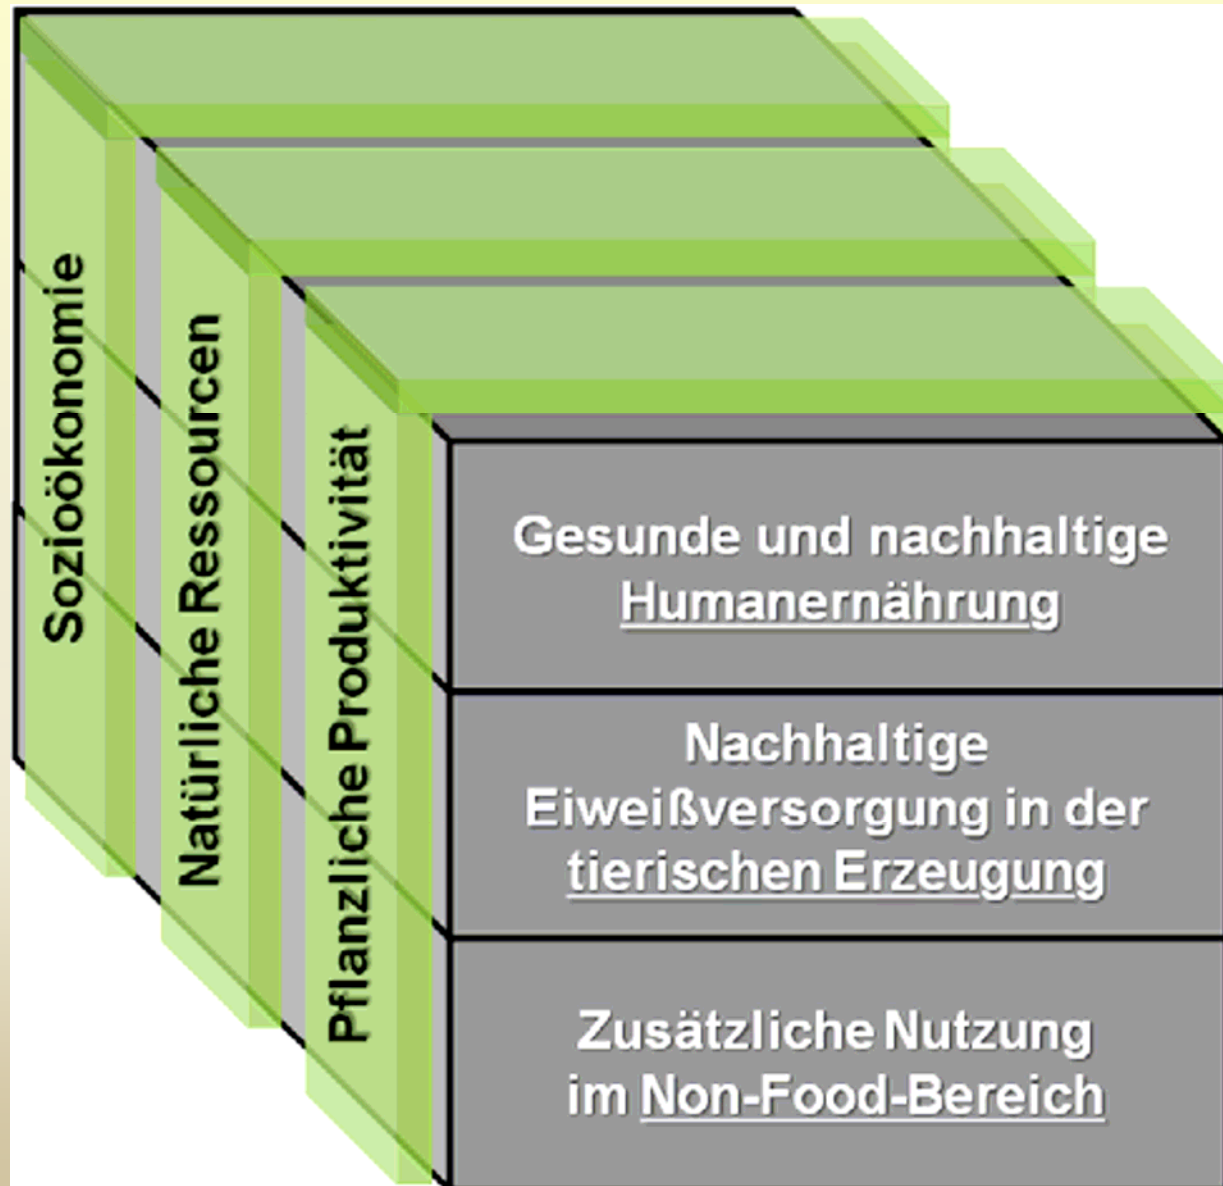 Sozioökonomie
Natürliche Ressourcen
Pflanzliche Produktivität
Gesunde und nachhaltige
Humanernährung
Nachhaltige
Eiweißversorgung in der
tierischen Erzeugung
Zusätzliche Nutzung
im Non-Food-Bereich